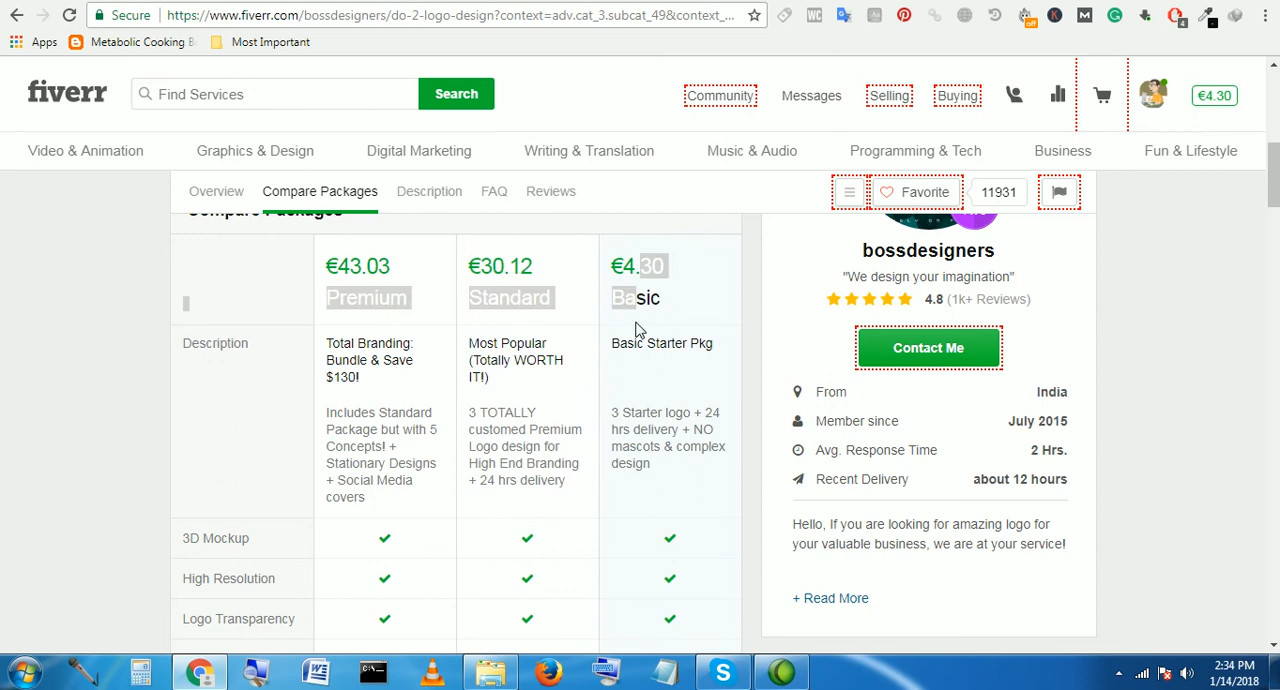 Secure https://www.fiverr.com/bossdesigners/do-2-logo-design?context=adv.cat_3.subcat_49&context_...
Apps Metabolic Cooking B Most Important
fiverr Find Services Search Community Messages Selling Buying €4.30
Video & Animation Graphics & Design Digital Marketing Writing & Translation Music & Audio Programming & Tech Business Fun & Lifestyle
Overview Compare Packages Description FAQ Reviews Favorite 11931
Compare Packages
€43.03 €30.12 €4.30
Premium Standard Basic
Description
Total Branding:
Bundle & Save
$130!
Includes Standard
Package but with 5
Concepts! +
Stationary Designs
+ Social Media
covers
Most Popular
(Totally WORTH
IT!)
3 TOTALLY
customed Premium
Logo design for
High End Branding
+ 24 hrs delivery
Basic Starter Pkg
3 Starter logo + 24
hrs delivery + NO
mascots & complex
design
3D Mockup
High Resolution
Logo Transparency
bossdesigners
"We design your imagination"
4.8 (1k+ Reviews)
Contact Me
From India
Member since July 2015
Avg. Response Time 2 Hrs.
Recent Delivery about 12 hours
Hello, If you are looking for amazing logo for
your valuable business, we are at your service!
+ Read More
2:34 PM
1/14/2018